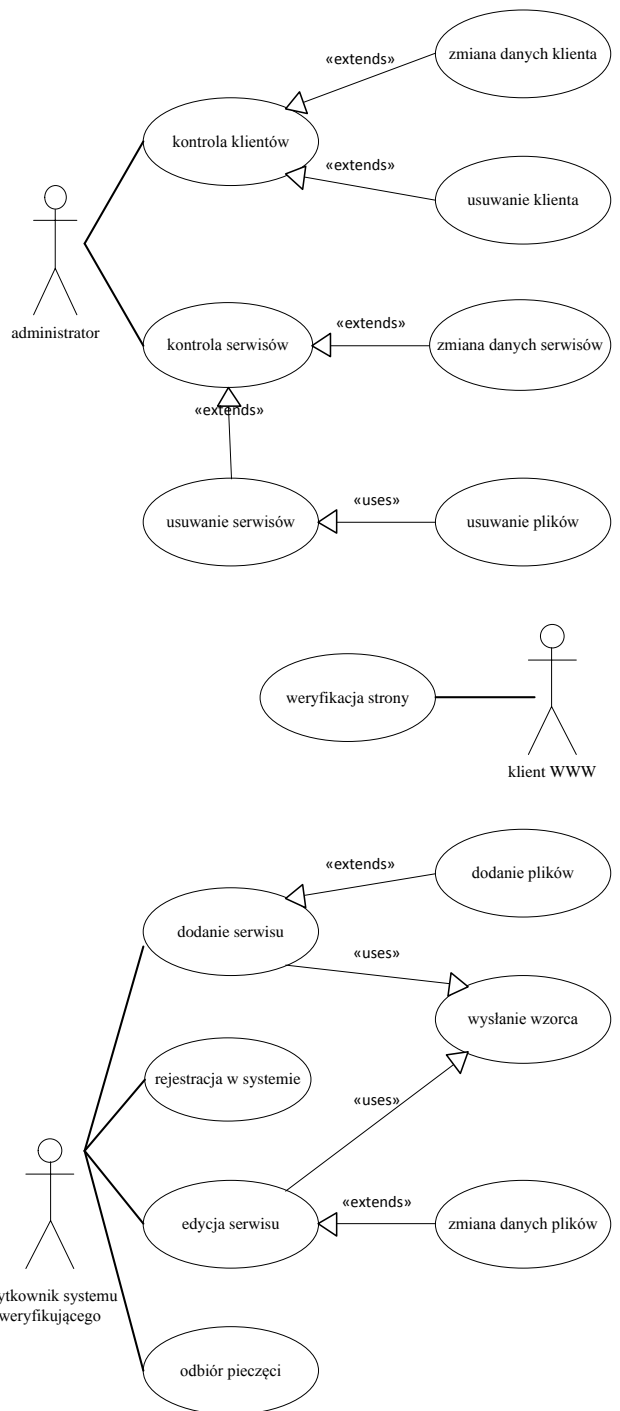 zmiana danych klienta
«extends»
kontrola klientów
«extends»
usuwanie klienta
administrator
«extends»
kontrola serwisów
zmiana danych serwisów
«extends»
«uses»
usuwanie serwisów
usuwanie plików
weryfikacja strony
klient WWW
«extends»
dodanie plików
dodanie serwisu
«uses»
wysłanie wzorca
rejestracja w systemie
«uses»
«extends»
edycja serwisu
zmiana danych plików
ytkownik systemu
weryfikującego
odbiór pieczęci